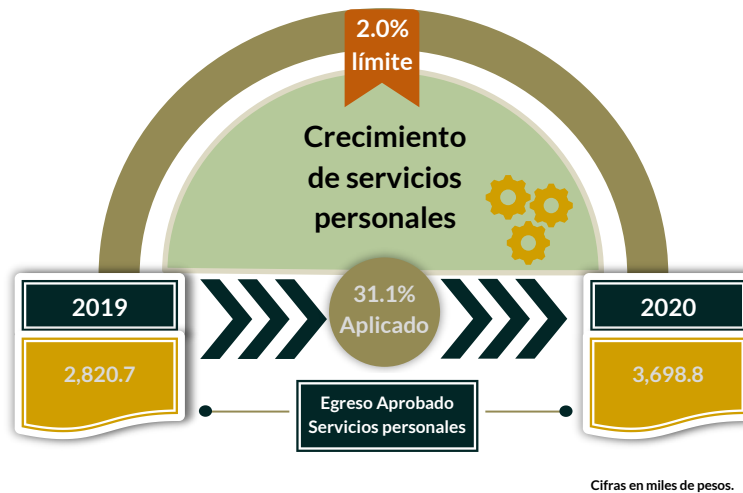 2.0%
límite
Crecimiento
de servicios
personales
2019
31.1%
Aplicado
2020
2,820.7
3,698.8
Egreso Aprobado
Servicios personales
Cifras en miles de pesos.